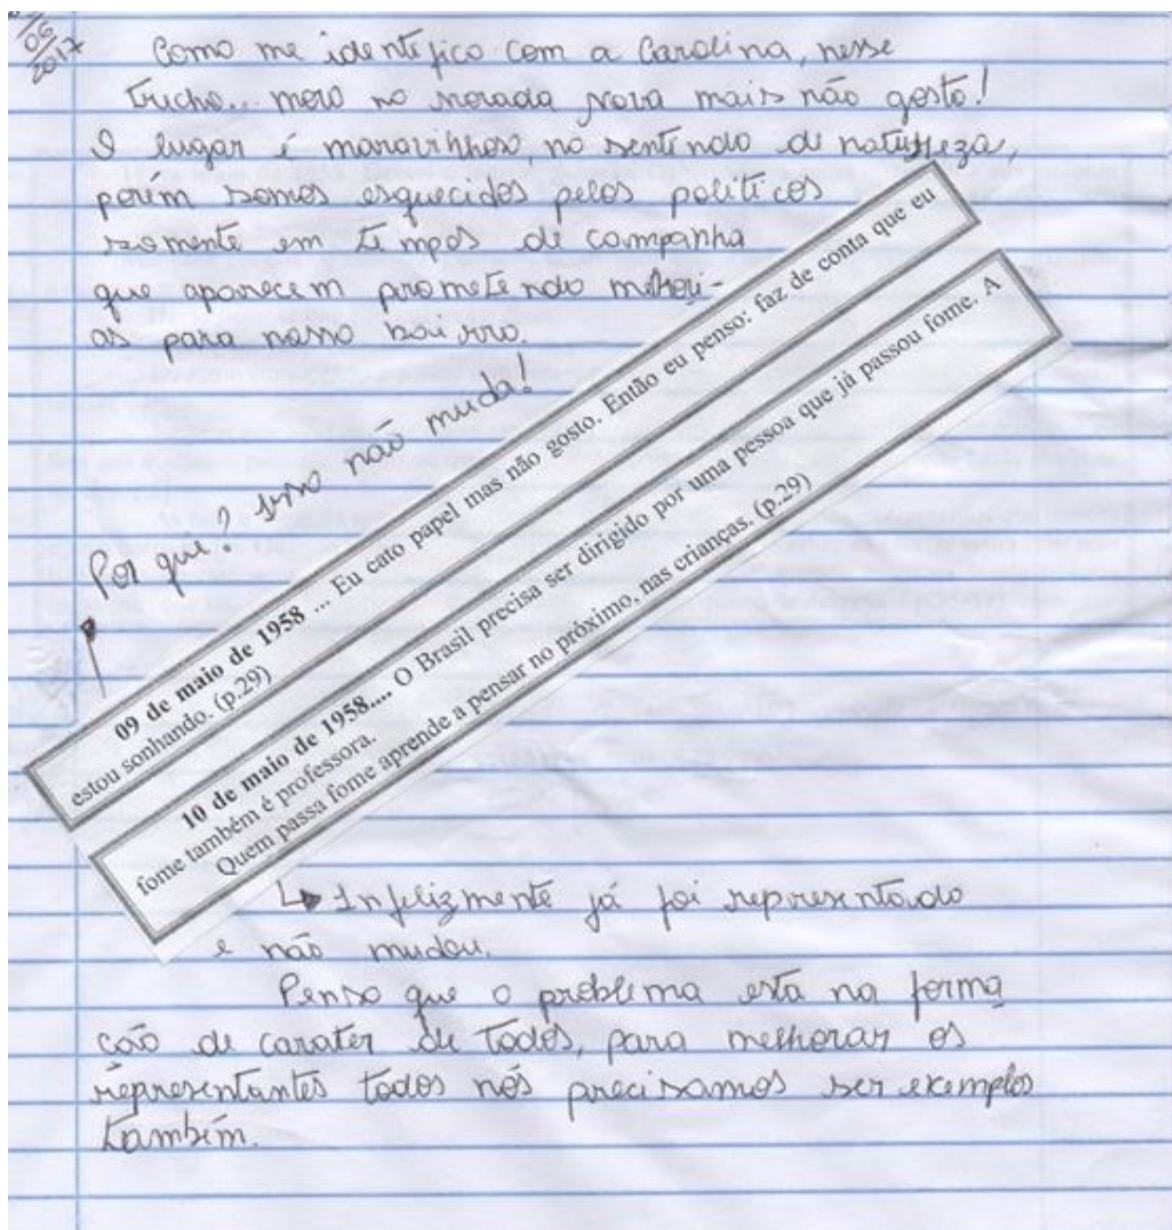 06
2017
Como me identifico com a Carolina, nesse
trecho... moro no morada nova mais não gosto!
O lugar é maravilhoso, no sentindo de natureza,
porém somos esquecidos pelos políticos
somente em tempos de campanha
que aparecem prometendo melhori-
as para nosso bairro.
Por que? isso não muda!
09 de maio de 1958 ... Eu cato papel mas não gosto. Então eu penso: faz de conta que eu
estou sonhando. (p.29)
10 de maio de 1958.... O Brasil precisa ser dirigido por uma pessoa que já passou fome. A
fome também é professora.
Quem passa fome aprende a pensar no próximo, nas crianças. (p.29)
↳ Infelizmente já foi representado
e não mudou.
Penso que o problema esta na forma
ção de carater de todos, para melhorar os
representantes todos nós precisamos ser exemplos
também.